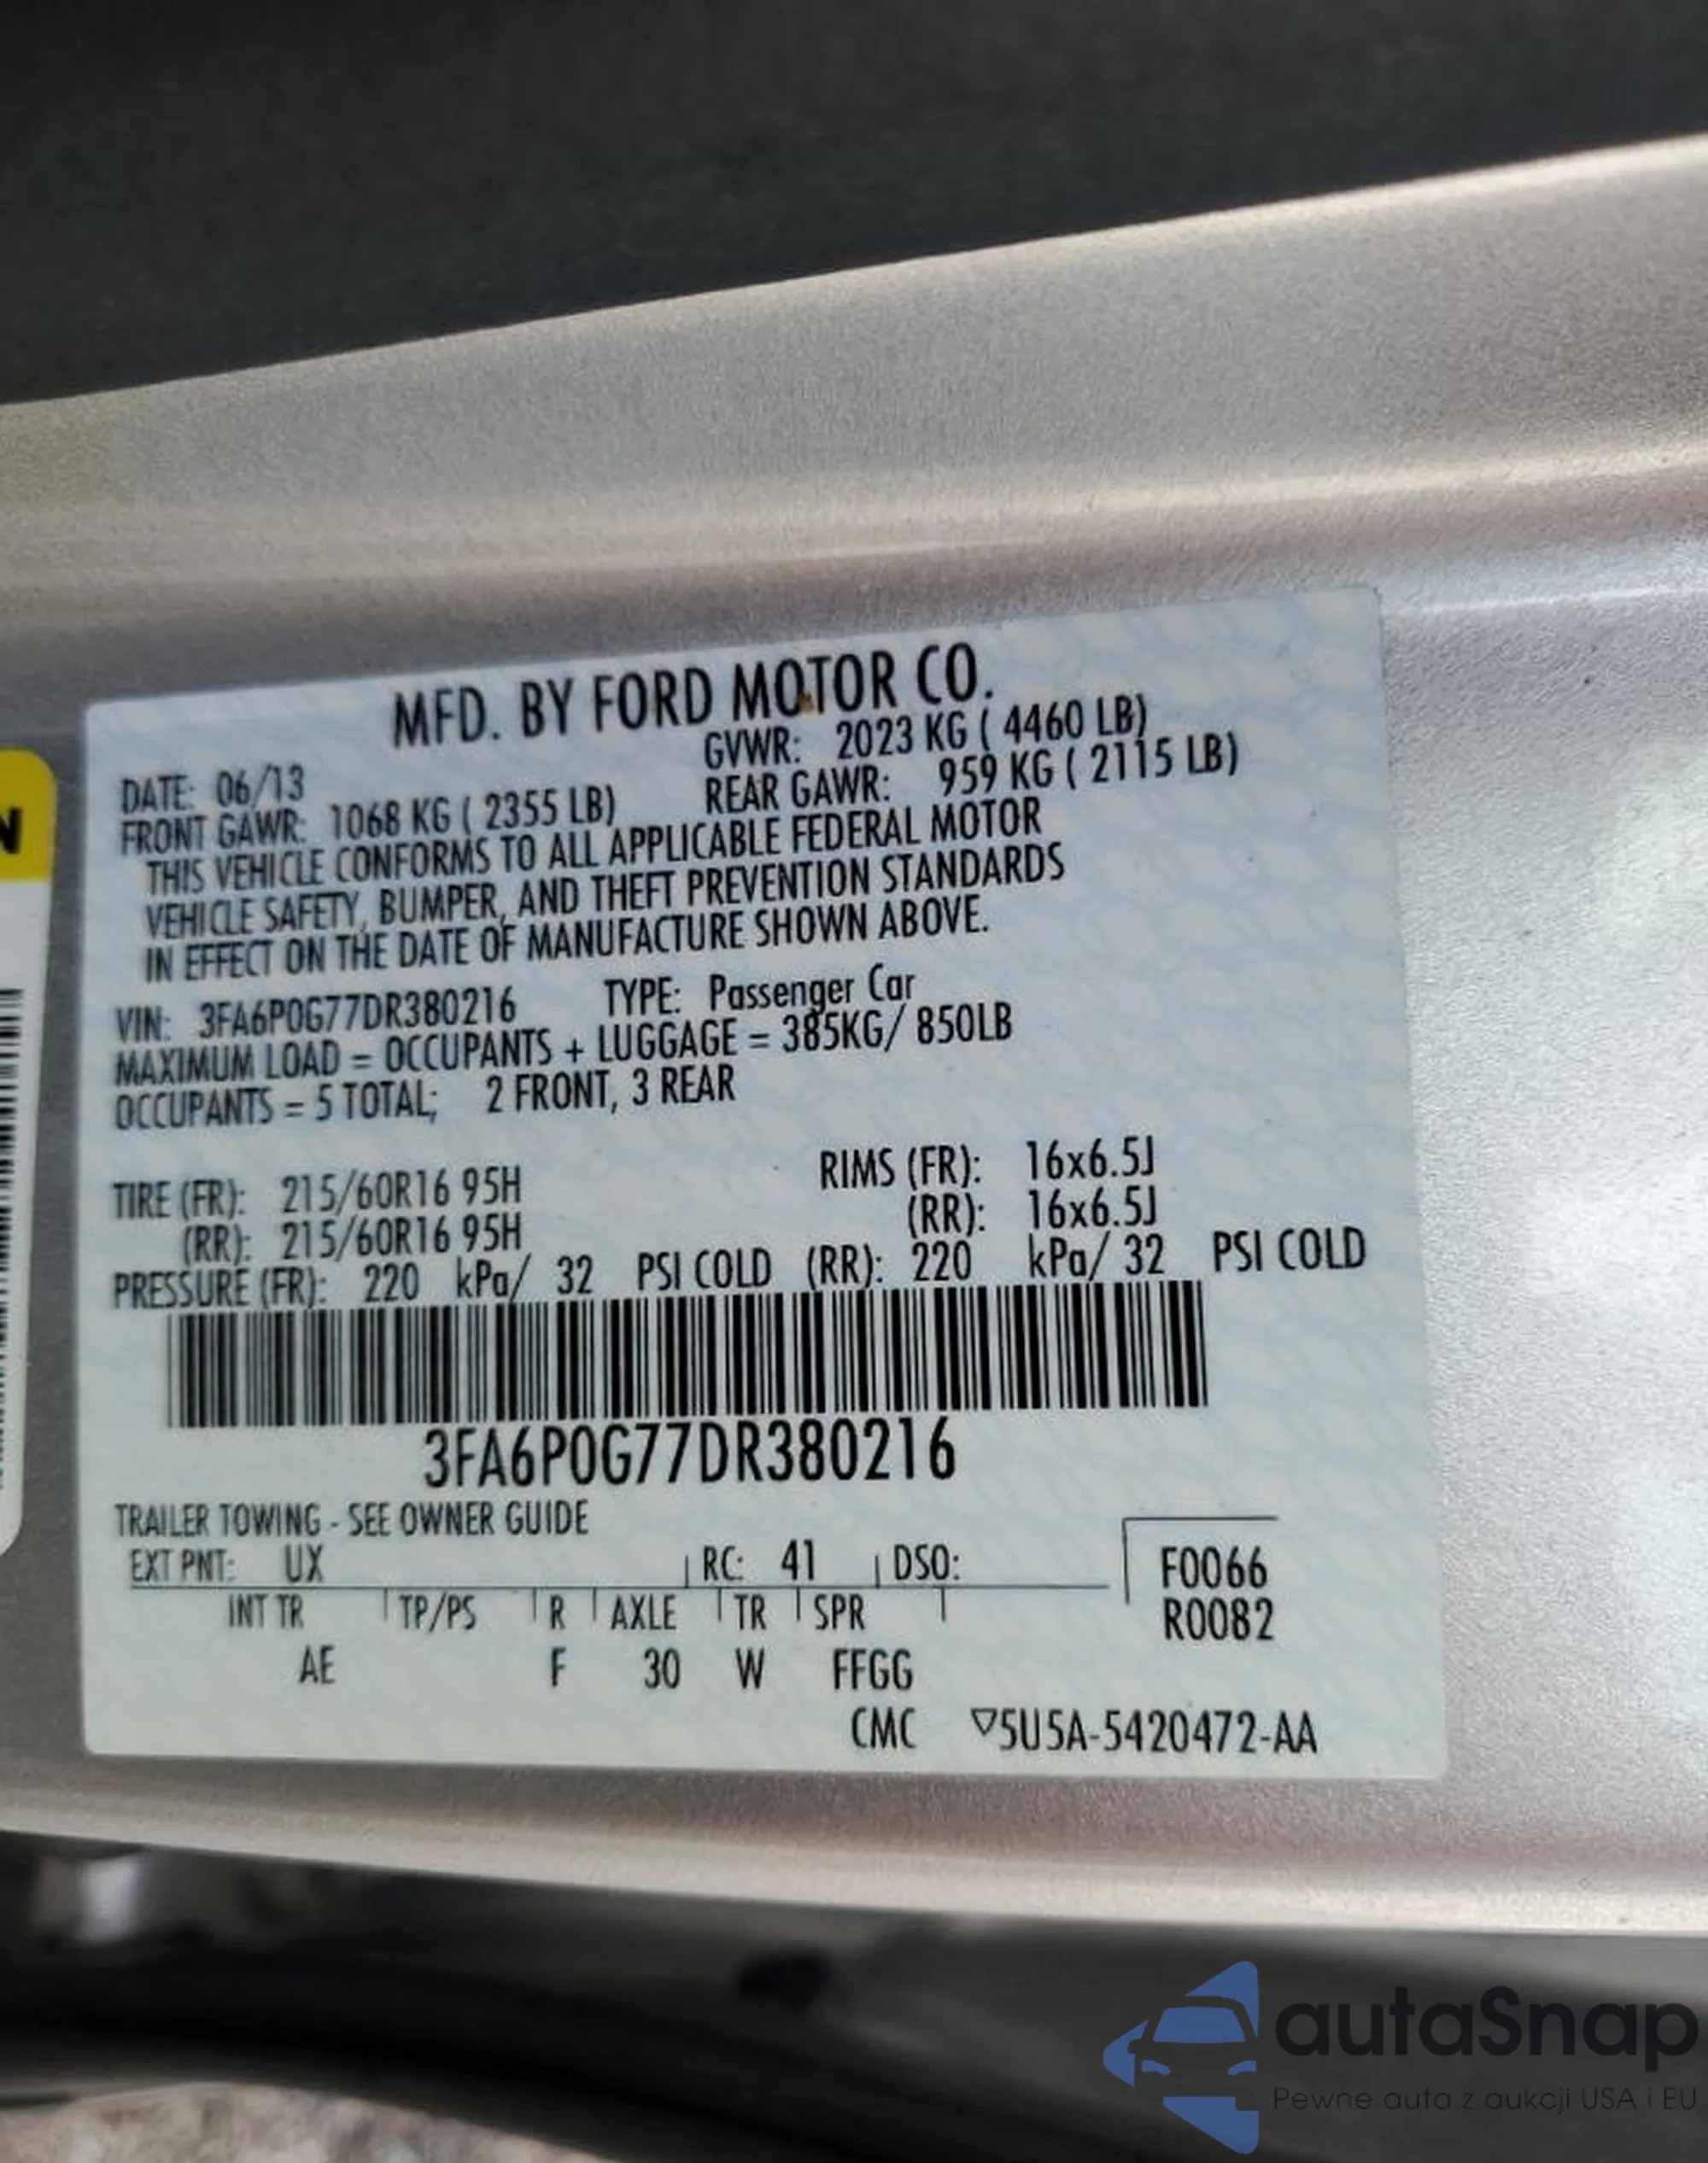 MFD. BY FORD MOTOR CO.
DATE: 06/13 GVWR: 2023 KG ( 4460 LB)
FRONT GAWR: 1068 KG ( 2355 LB) REAR GAWR: 959 KG ( 2115 LB)
THIS VEHICLE CONFORMS TO ALL APPLICABLE FEDERAL MOTOR
VEHICLE SAFETY, BUMPER, AND THEFT PREVENTION STANDARDS
IN EFFECT ON THE DATE OF MANUFACTURE SHOWN ABOVE.
VIN: 3FA6P0G77DR380216 TYPE: Passenger Car
MAXIMUM LOAD = OCCUPANTS + LUGGAGE = 385KG/ 850LB
OCCUPANTS = 5 TOTAL; 2 FRONT, 3 REAR
TIRE (FR): 215/60R16 95H RIMS (FR): 16x6.5J
(RR): 215/60R16 95H (RR): 16x6.5J
PRESSURE (FR): 220 kPa/ 32 PSI COLD (RR): 220 kPa/ 32 PSI COLD
3FA6P0G77DR380216
TRAILER TOWING - SEE OWNER GUIDE
EXT PNT: UX RC: 41 DSO: F0066
INT TR TP/PS R AXLE TR SPR R0082
AE F 30 W FFGG
CMC ▽5U5A-5420472-AA
N
autaSnap
Pewne auta z aukcji USA i EU